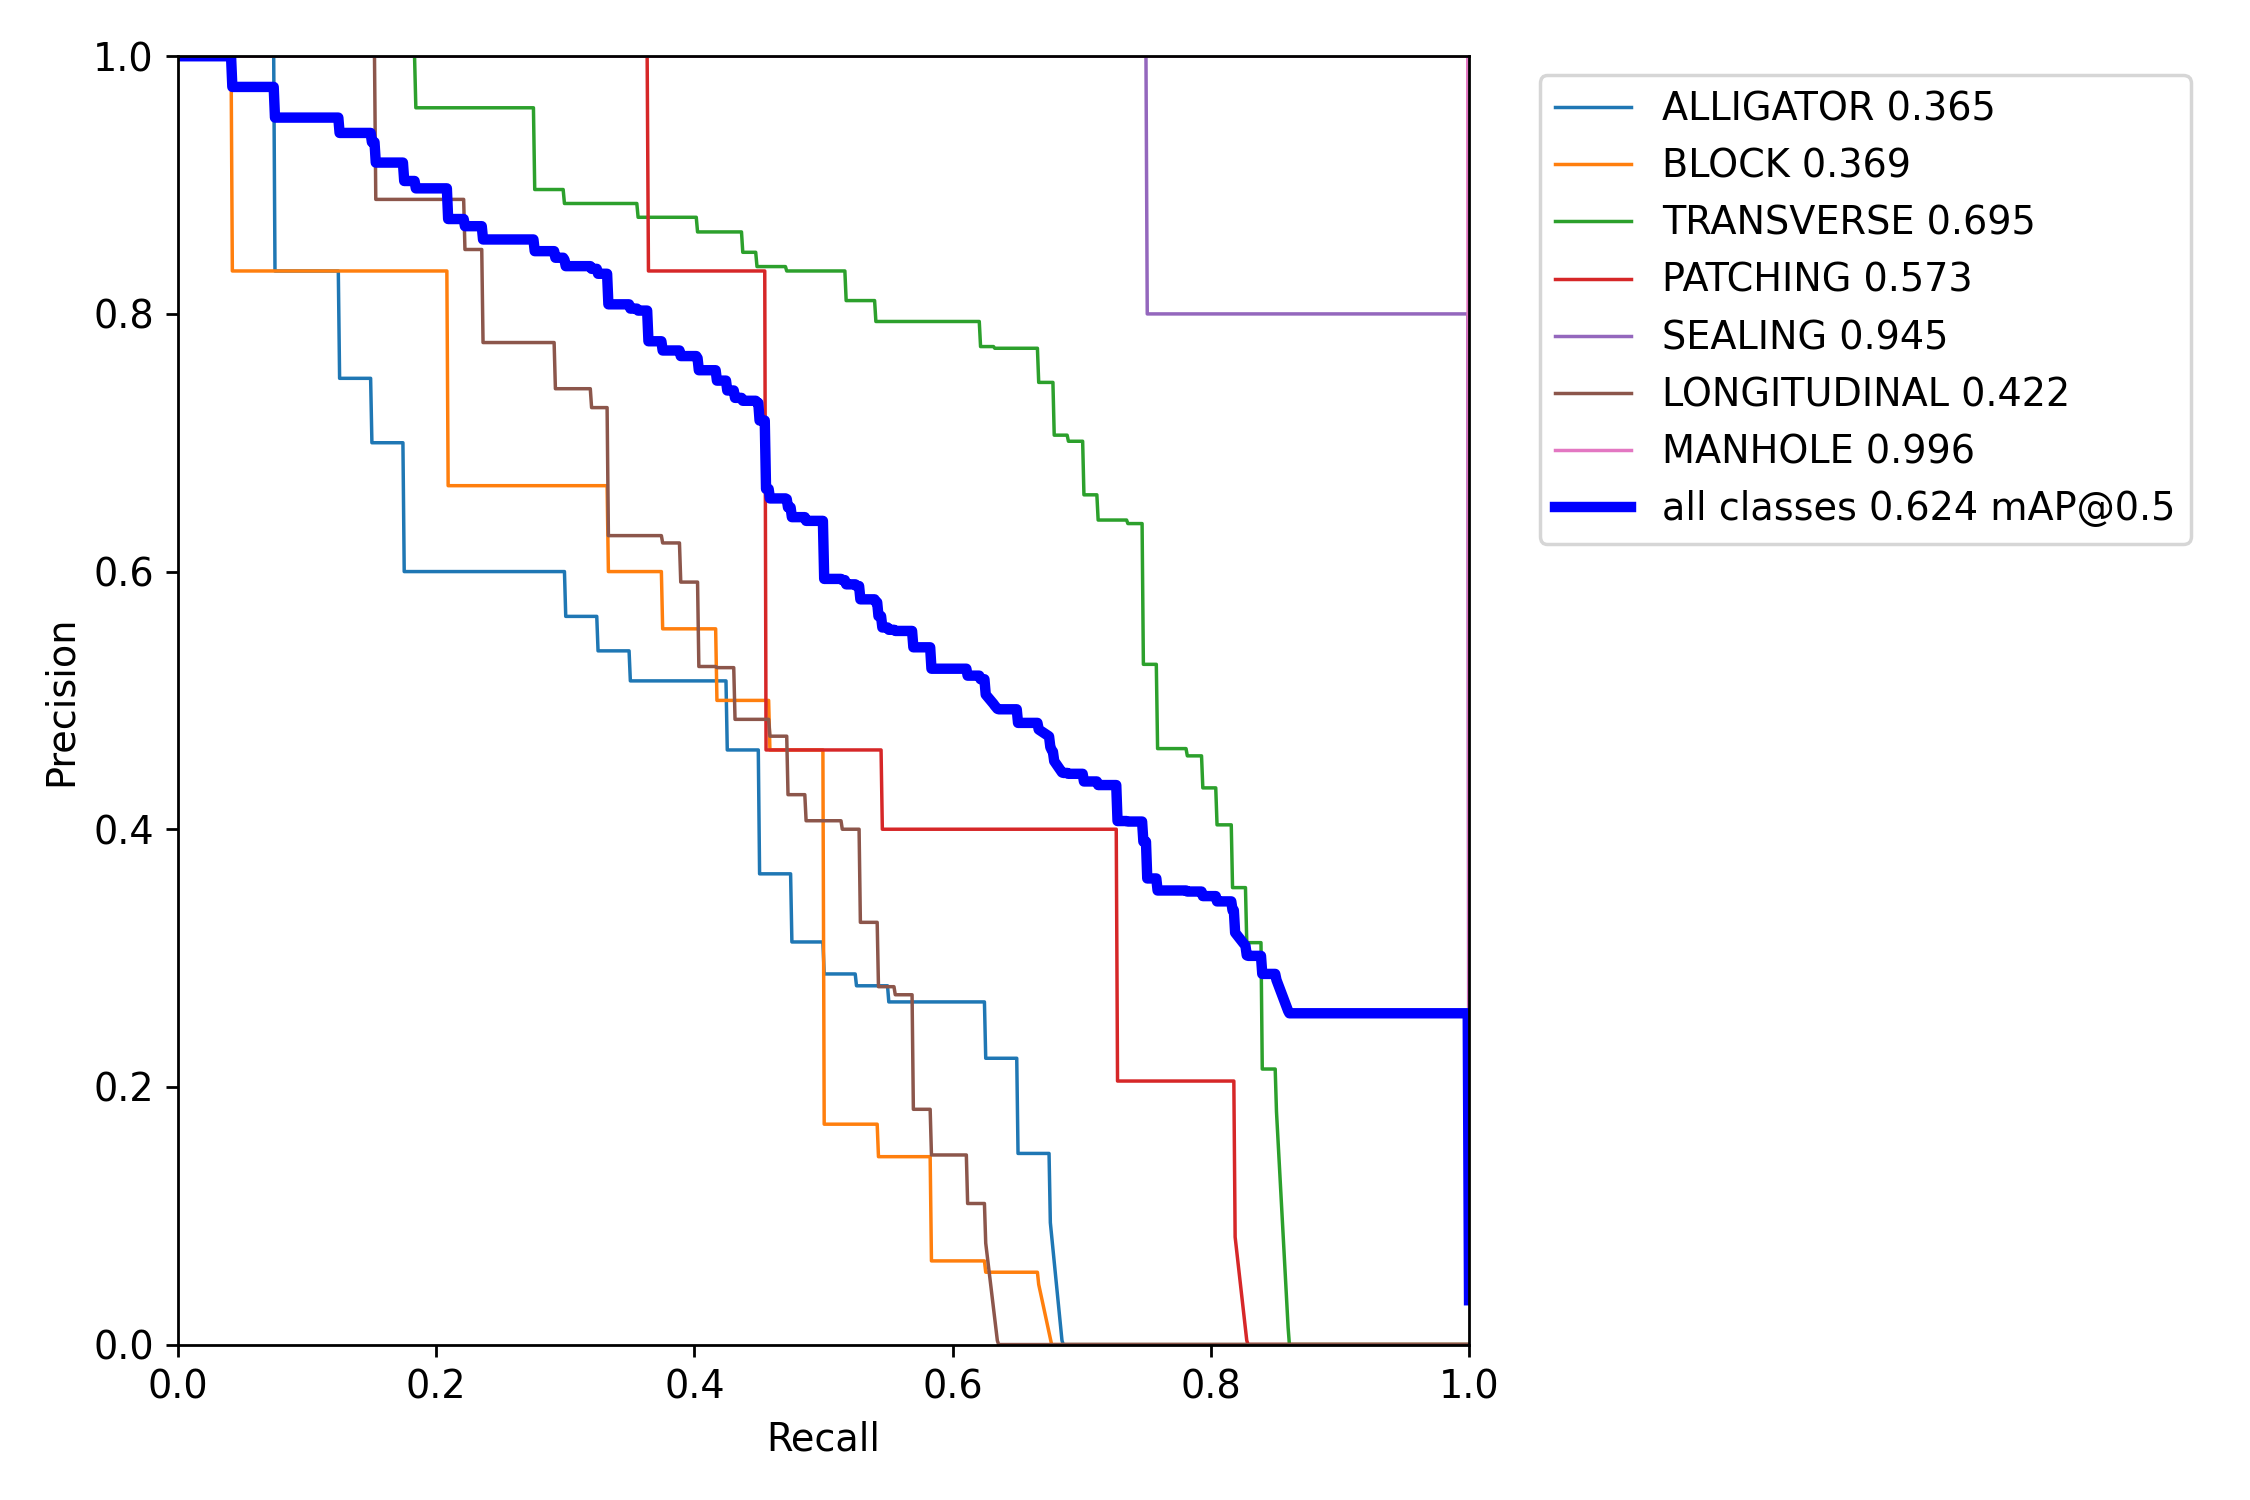 1.0
0.8
0.6
0.4
0.2
0.0
Precision
0.0 0.2 0.4 0.6 0.8 1.0
Recall
ALLIGATOR 0.365
BLOCK 0.369
TRANSVERSE 0.695
PATCHING 0.573
SEALING 0.945
LONGITUDINAL 0.422
MANHOLE 0.996
all classes 0.624 mAP@0.5